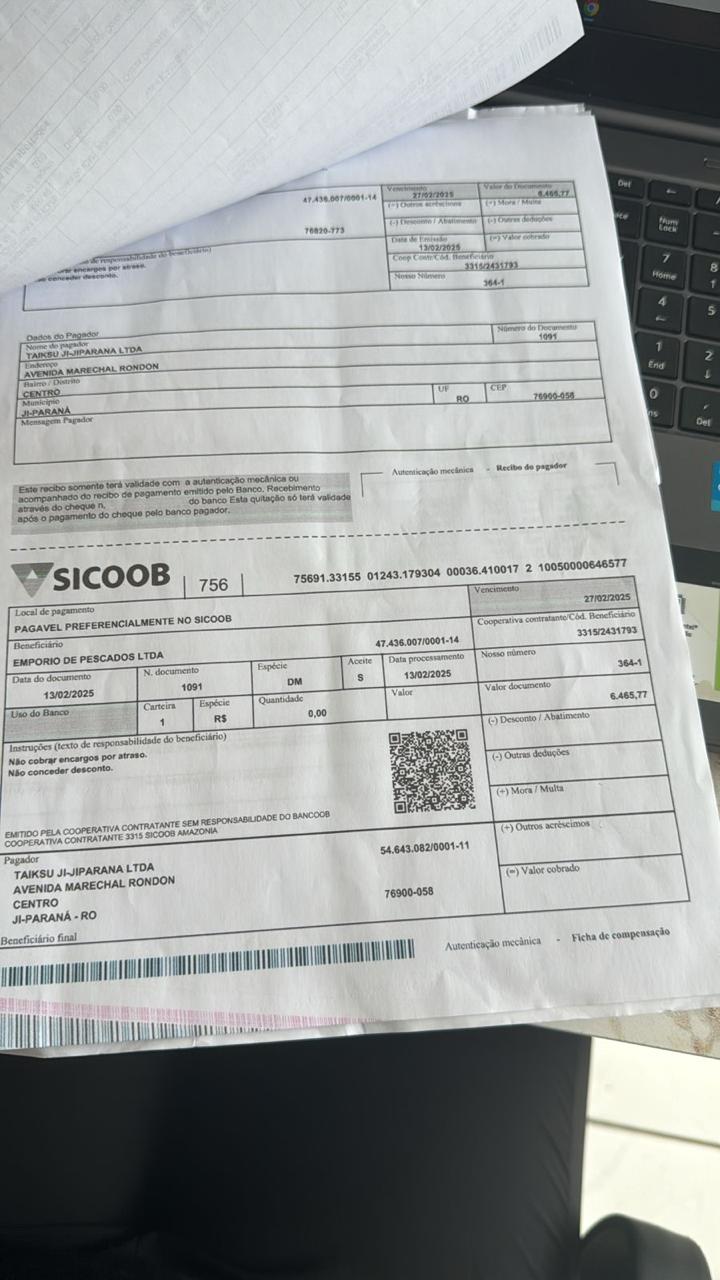 47.436.007/0001-14
Vencimento
27/02/2025
Valor do Documento
6.465,77
(+) Outros acréscimos
(+) Mora / Multa
76820-773
(-) Desconto / Abatimento
(-) Outras deduções
Data de Emissão
13/02/2025
(=) Valor cobrado
de responsabilidade do beneficiário)
encargos por atraso.
conceder desconto.
Coop Contr/Cód. Beneficiário
3315/2431793
Nosso Número
364-1
Dados do Pagador
Nome do pagador
TAIKSU JI-JIPARANA LTDA
Número do Documento
1091
Endereço
AVENIDA MARECHAL RONDON
Bairro / Distrito
CENTRO
Município
JI-PARANÁ
UF
RO
CEP
76900-058
Mensagem Pagador
Este recibo somente terá validade com a autenticação mecânica ou
acompanhado do recibo de pagamento emitido pelo Banco. Recebimento
através do cheque n, do banco Esta quitação só terá validade
após o pagamento do cheque pelo banco pagador.
Autenticação mecânica - Recibo do pagador
SICOOB 756 75691.33155 01243.179304 00036.410017 2 10050000646577
Local de pagamento
PAGAVEL PREFERENCIALMENTE NO SICOOB
Vencimento
27/02/2025
Beneficiário
EMPORIO DE PESCADOS LTDA
47.436.007/0001-14
Cooperativa contratante/Cód. Beneficiário
3315/2431793
Data do documento
13/02/2025
N. documento
1091
Espécie
DM
Aceite
S
Data processamento
13/02/2025
Nosso número
364-1
Uso do Banco
Carteira
1
Espécie
R$
Quantidade
0,00
Valor
Valor documento
6.465,77
Instruções (texto de responsabilidade do beneficiário)
Não cobrar encargos por atraso.
Não conceder desconto.
(-) Desconto / Abatimento
(-) Outras deduções
(+) Mora / Multa
EMITIDO PELA COOPERATIVA CONTRATANTE SEM RESPONSABILIDADE DO BANCOOB
COOPERATIVA CONTRATANTE 3315 SICOOB AMAZONIA
(+) Outros acréscimos
Pagador
TAIKSU JI-JIPARANA LTDA
54.643.082/0001-11
AVENIDA MARECHAL RONDON
CENTRO
76900-058
JI-PARANÁ - RO
(=) Valor cobrado
Beneficiário final
Autenticação mecânica - Ficha de compensação
Del
Num
Lock
7
Home
8
4
5
1
End
2
0
Del